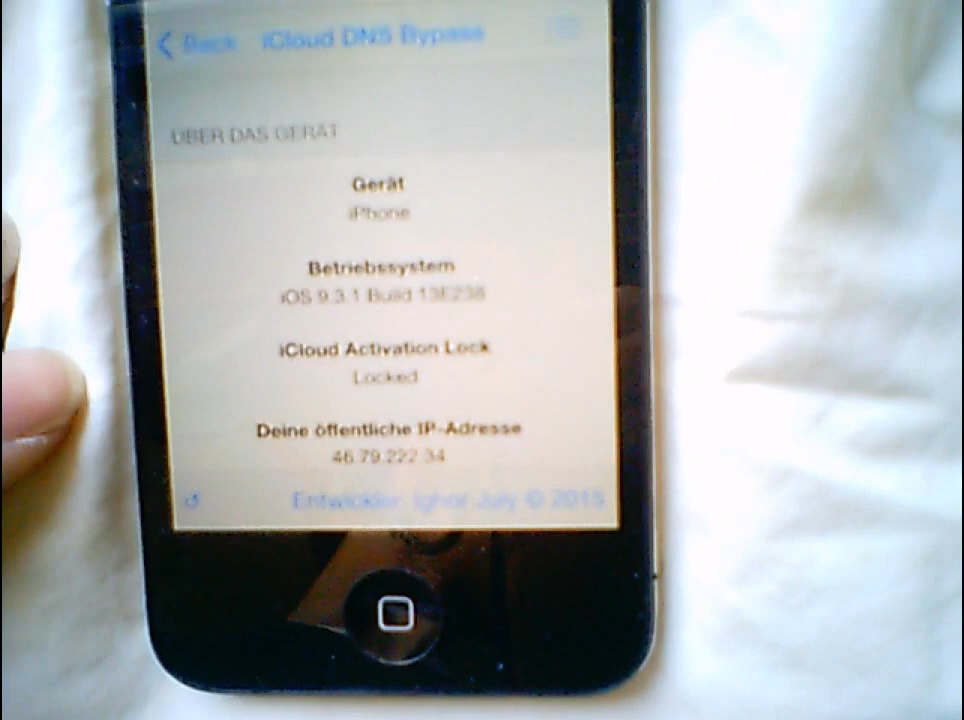 Back iCloud DNS Bypass
ÜBER DAS GERÄT
Gerät
iPhone
Betriebssystem
iOS 9.3.1 Build 13E238
iCloud Activation Lock
Locked
Deine öffentliche IP-Adresse
46.79.222.34
Entwickler: Ighor July © 2015